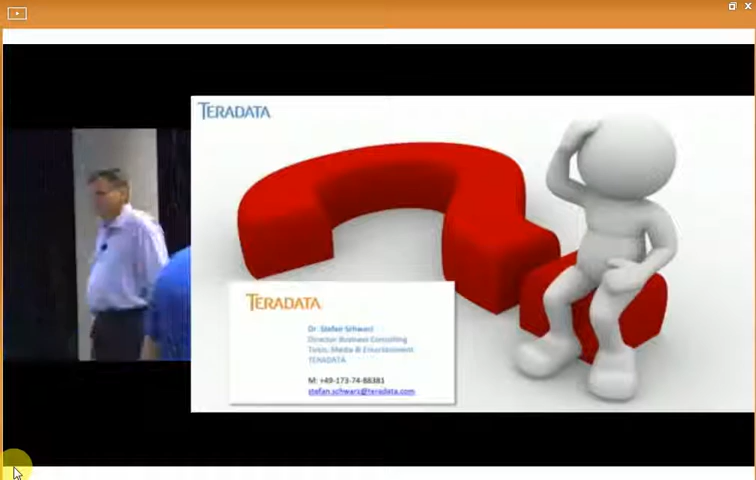 TERADATA
TERADATA
Dr. Stefan Schwarz
Director Business Consulting
Telco, Media & Entertainment
TERADATA
M: +49-173-74-88381
stefan.schwarz@teradata.com